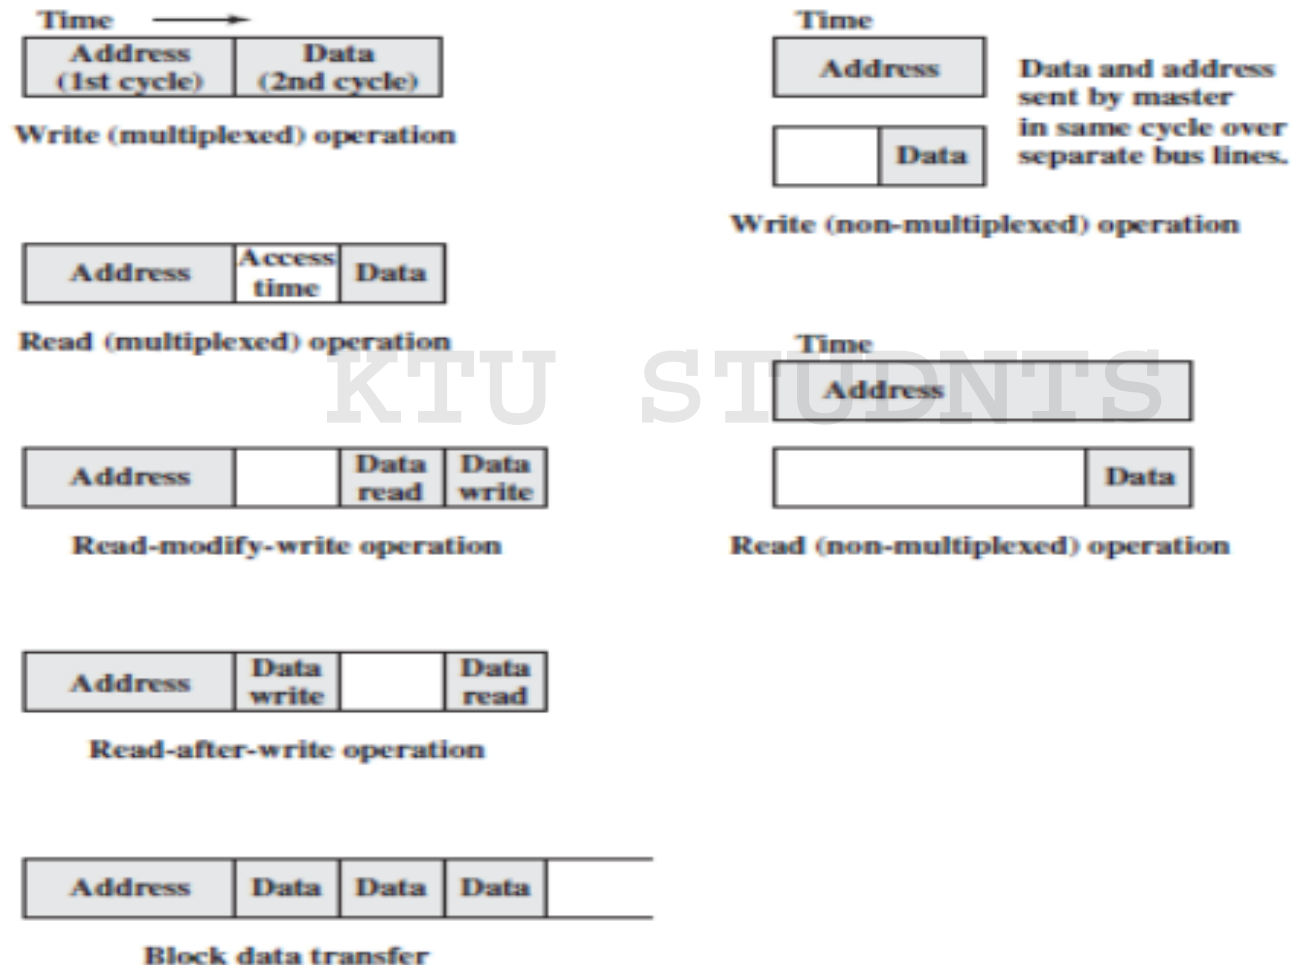 Time
Address
(1st cycle)
Data
(2nd cycle)
Write (multiplexed) operation
Address
Access
time
Data
Read (multiplexed) operation
Address
Data
read
Data
write
Read-modify-write operation
Address
Data
write
Data
read
Read-after-write operation
Address
Data
Data
Data
Block data transfer
Time
Address
Data and address
sent by master
in same cycle over
separate bus lines.
Data
Write (non-multiplexed) operation
Time
Address
Data
Read (non-multiplexed) operation
KTU STUDNTS